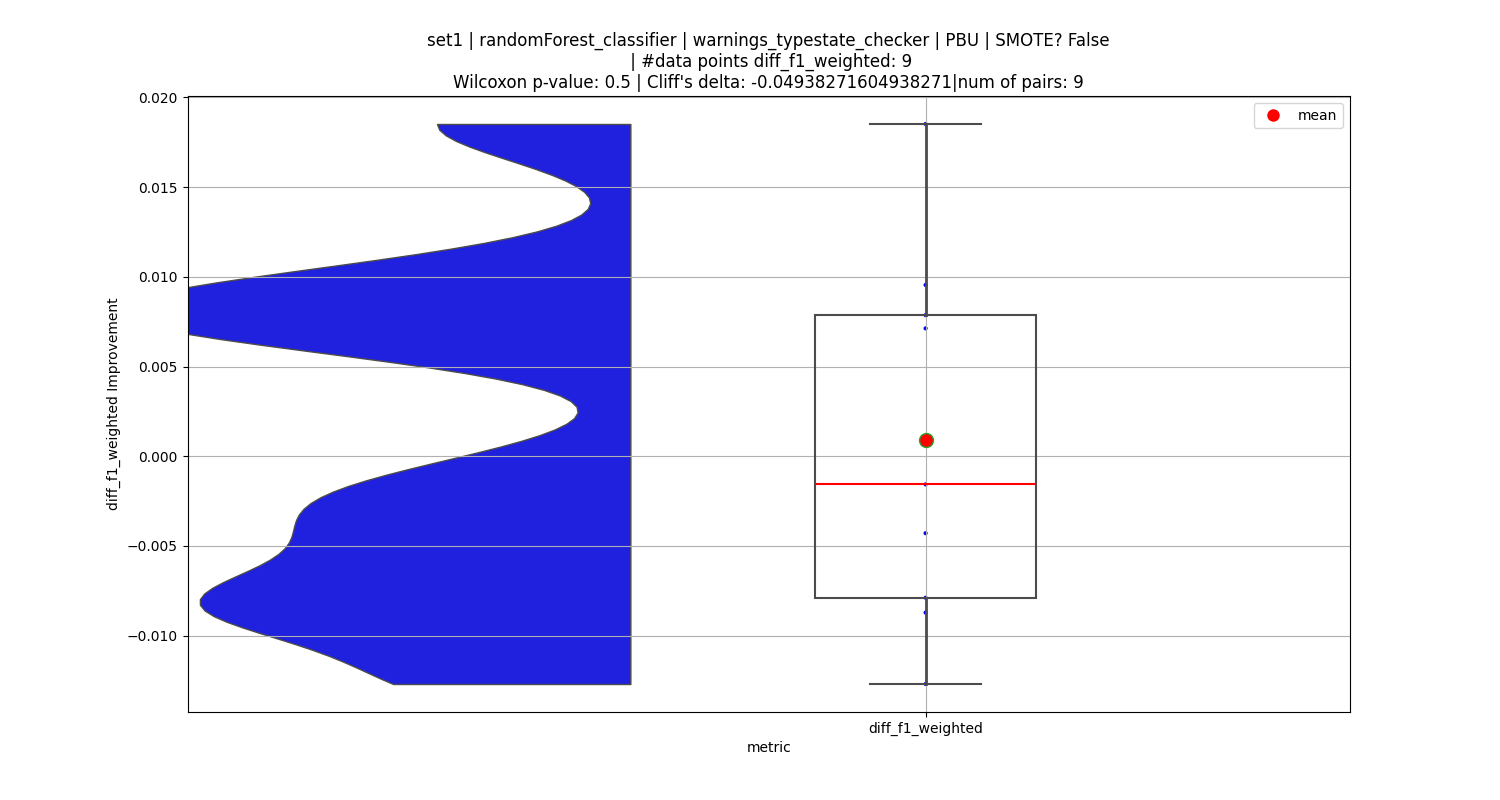 set1 | randomForest_classifier | warnings_typestate_checker | PBU | SMOTE? False
| #data points diff_f1_weighted: 9
Wilcoxon p-value: 0.5 | Cliff's delta: -0.04938271604938271|num of pairs: 9
mean
0.020
0.015
0.010
0.005
0.000
−0.005
−0.010
diff_f1_weighted Improvement
diff_f1_weighted
metric